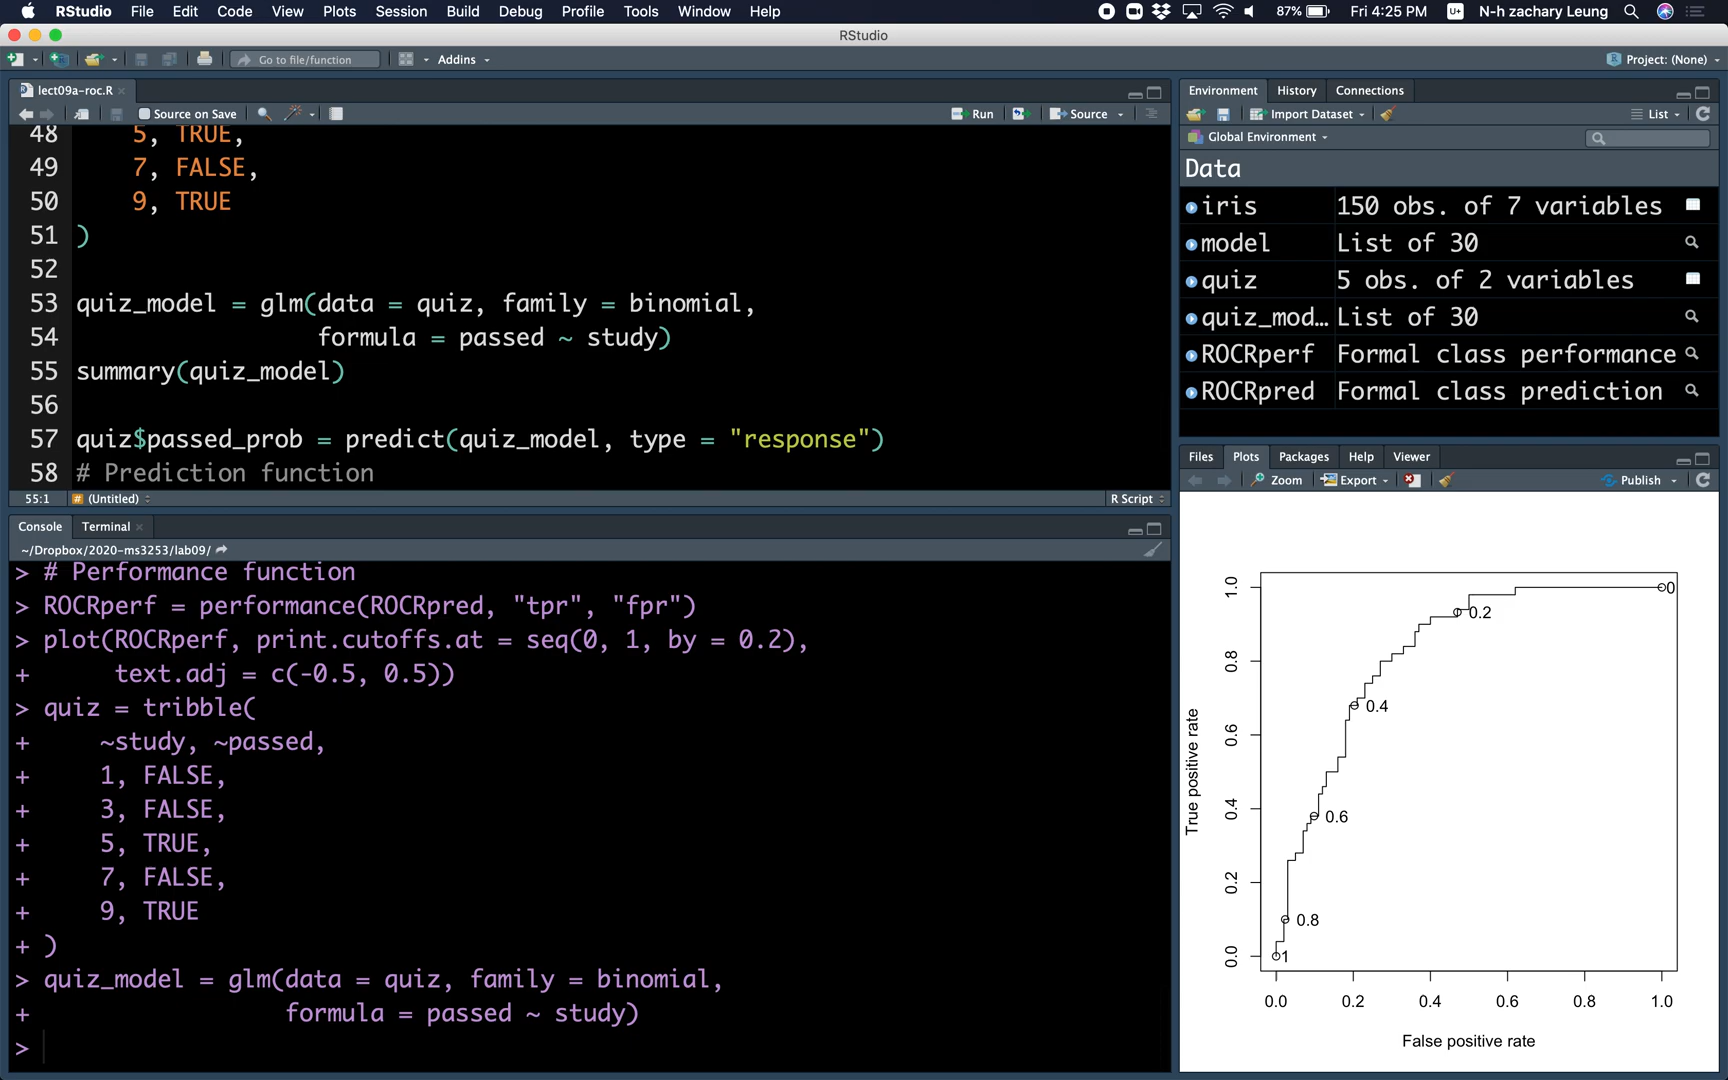 RStudio File Edit Code View Plots Session Build Debug Profile Tools Window Help 87% Fri 4:25 PM U+ N-h zachary Leung
RStudio
Go to file/function Addins Project: (None)
lect09a-roc.R
Source on Save Run Source
48     5, TRUE,
49     7, FALSE,
50     9, TRUE
51 )
52
53 quiz_model = glm(data = quiz, family = binomial,
54                  formula = passed ~ study)
55 summary(quiz_model)
56
57 quiz$passed_prob = predict(quiz_model, type = "response")
58 # Prediction function
55:1 # (Untitled) R Script
Console Terminal
~/Dropbox/2020-ms3253/lab09/
> # Performance function
> ROCRperf = performance(ROCRpred, "tpr", "fpr")
> plot(ROCRperf, print.cutoffs.at = seq(0, 1, by = 0.2),
+      text.adj = c(-0.5, 0.5))
> quiz = tribble(
+     ~study, ~passed,
+     1, FALSE,
+     3, FALSE,
+     5, TRUE,
+     7, FALSE,
+     9, TRUE
+ )
> quiz_model = glm(data = quiz, family = binomial,
+                  formula = passed ~ study)
>
Environment History Connections
Import Dataset List
Global Environment
Data
iris 150 obs. of 7 variables
model List of 30
quiz 5 obs. of 2 variables
quiz_mod… List of 30
ROCRperf Formal class performance
ROCRpred Formal class prediction
Files Plots Packages Help Viewer
Zoom Export Publish
True positive rate
1.0
0.8
0.6
0.4
0.2
0.0
0
0.2
0.4
0.6
0.8
1
0.0 0.2 0.4 0.6 0.8 1.0
False positive rate